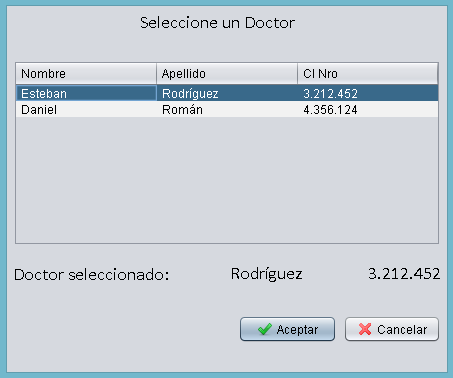 Seleccione un Doctor
Nombre Apellido CI Nro
Esteban Rodríguez 3.212.452
Daniel Román 4.356.124
Doctor seleccionado: Rodríguez 3.212.452
Aceptar Cancelar